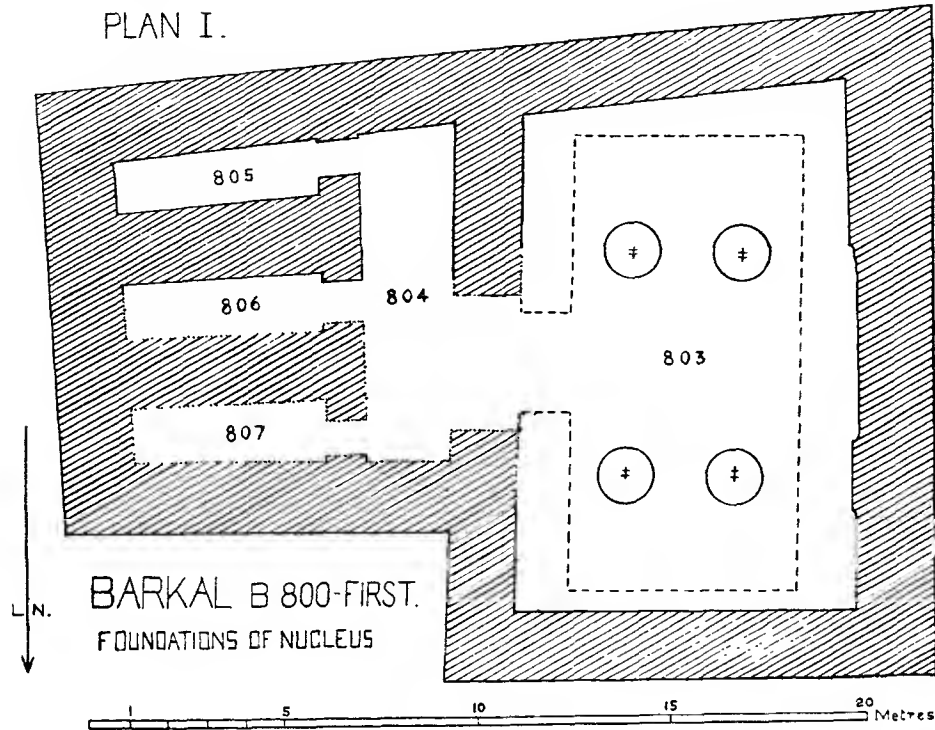 PLAN I.
805
806
804
803
807
L.N.
BARKAL B 800-FIRST.
FOUNDATIONS OF NUCLEUS
1 5 10 15 20 Metres